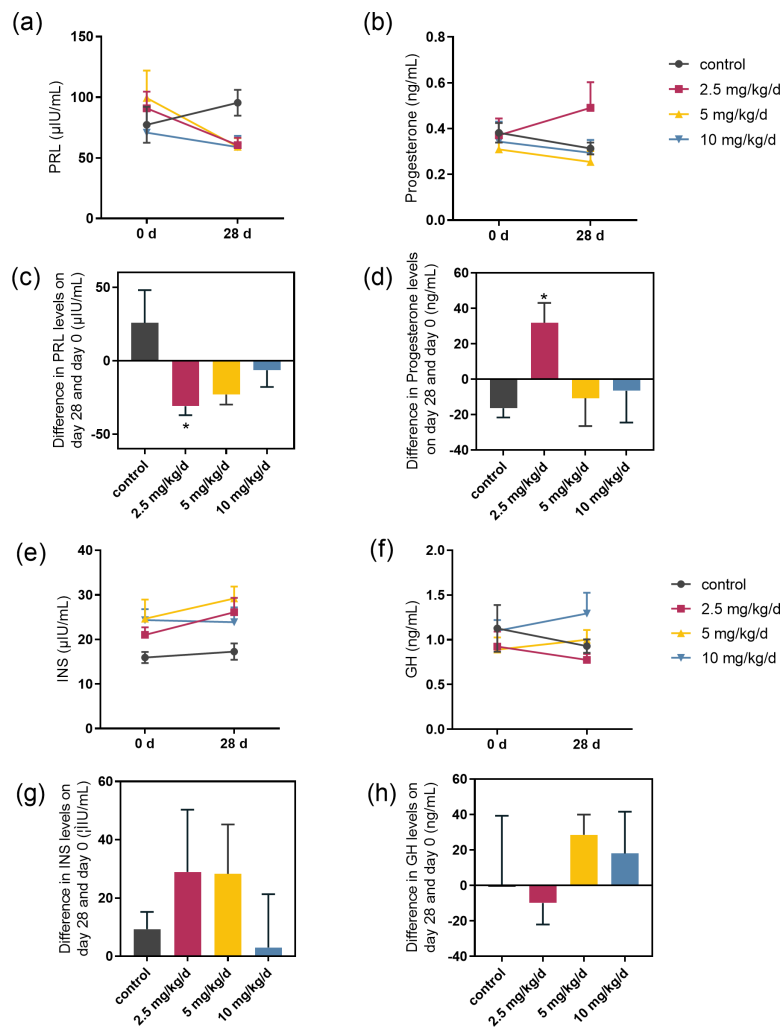 (a)
150
100
50
0
PRL (µIU/mL)
0 d
28 d
(b)
0.8
0.6
0.4
0.2
0.0
Progesterone (ng/mL)
0 d
28 d
control
2.5 mg/kg/d
5 mg/kg/d
10 mg/kg/d
(c)
50
0
-50
Difference in PRL levels on
day 28 and day 0 (µIU/mL)
*
control
2.5 mg/kg/d
5 mg/kg/d
10 mg/kg/d
(d)
60
40
20
0
-20
-40
Difference in Progesterone levels
on day 28 and day 0 (ng/mL)
*
control
2.5 mg/kg/d
5 mg/kg/d
10 mg/kg/d
(e)
40
30
20
10
0
INS (µIU/mL)
0 d
28 d
(f)
2.0
1.5
1.0
0.5
0.0
GH (ng/mL)
0 d
28 d
control
2.5 mg/kg/d
5 mg/kg/d
10 mg/kg/d
(g)
60
40
20
0
Difference in INS levels on
day 28 and day 0 (¦ÌIU/mL)
control
2.5 mg/kg/d
5 mg/kg/d
10 mg/kg/d
(h)
60
40
20
0
-20
-40
Difference in GH levels on
day 28 and day 0 (ng/mL)
control
2.5 mg/kg/d
5 mg/kg/d
10 mg/kg/d